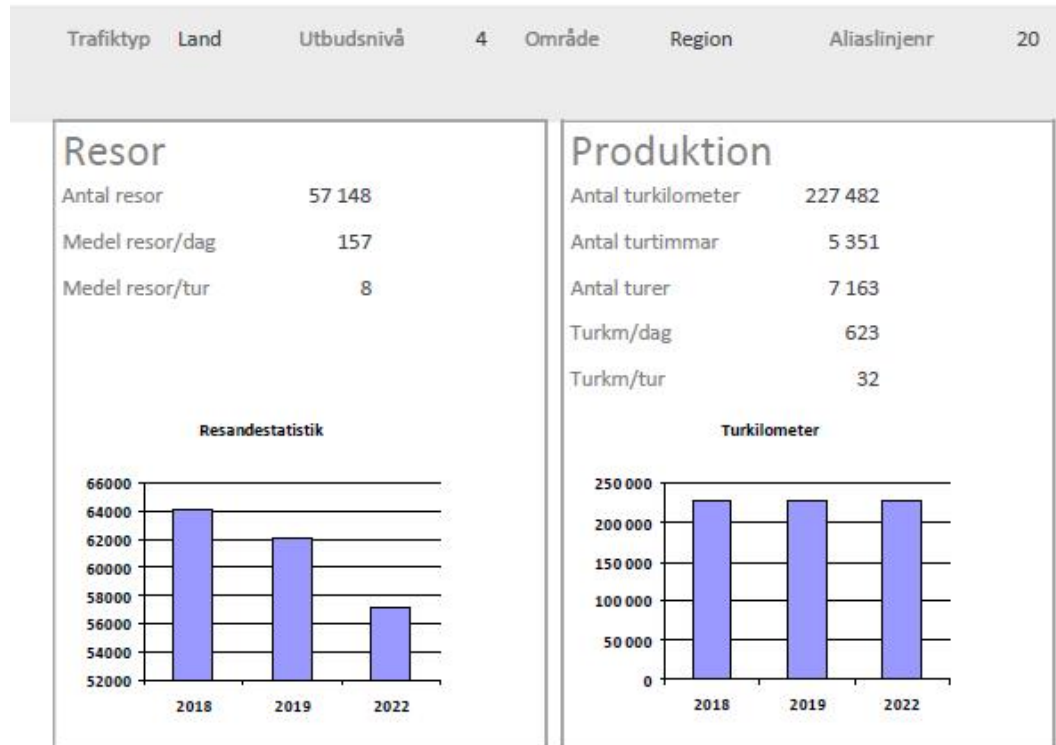 Trafiktyp Land Utbudsnivå 4 Område Region Aliaslinjenr 20
Resor
Antal resor 57 148
Medel resor/dag 157
Medel resor/tur 8
Resandestatistik
66000
64000
62000
60000
58000
56000
54000
52000
2018 2019 2022
Produktion
Antal turkilometer 227 482
Antal turtimmar 5 351
Antal turer 7 163
Turkm/dag 623
Turkm/tur 32
Turkilometer
250 000
200 000
150 000
100 000
50 000
0
2018 2019 2022